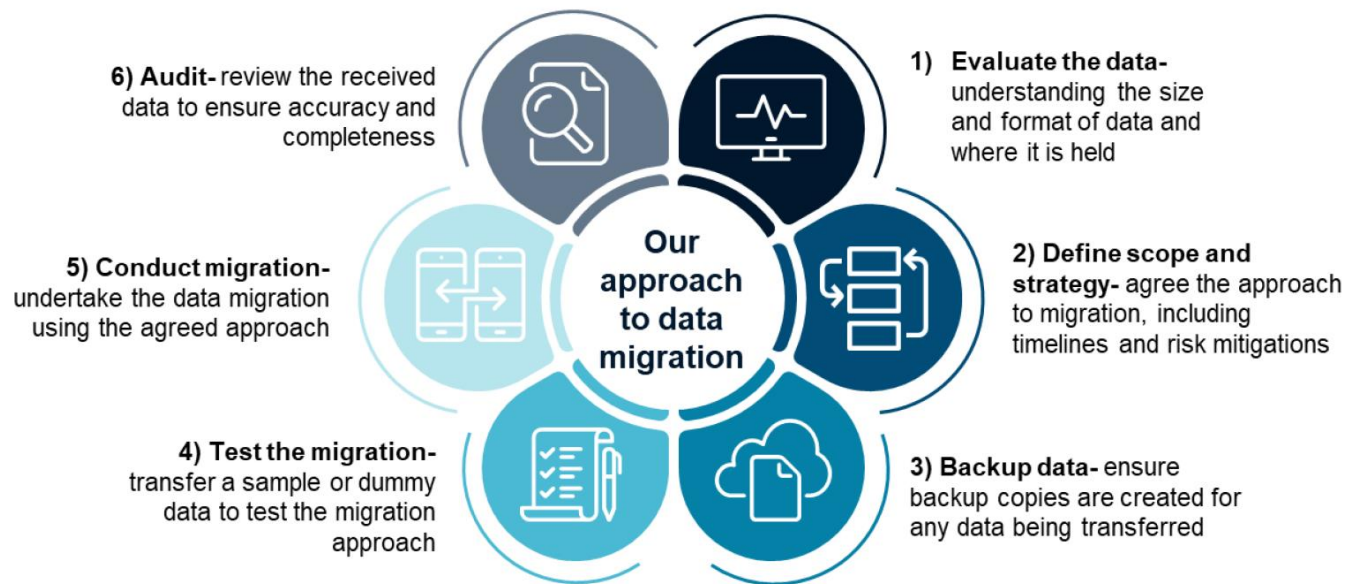 Our
approach
to data
migration
1) Evaluate the data-
understanding the size
and format of data and
where it is held
2) Define scope and
strategy- agree the approach
to migration, including
timelines and risk mitigations
3) Backup data- ensure
backup copies are created for
any data being transferred
4) Test the migration-
transfer a sample or dummy
data to test the migration
approach
5) Conduct migration-
undertake the data migration
using the agreed approach
6) Audit- review the received
data to ensure accuracy and
completeness